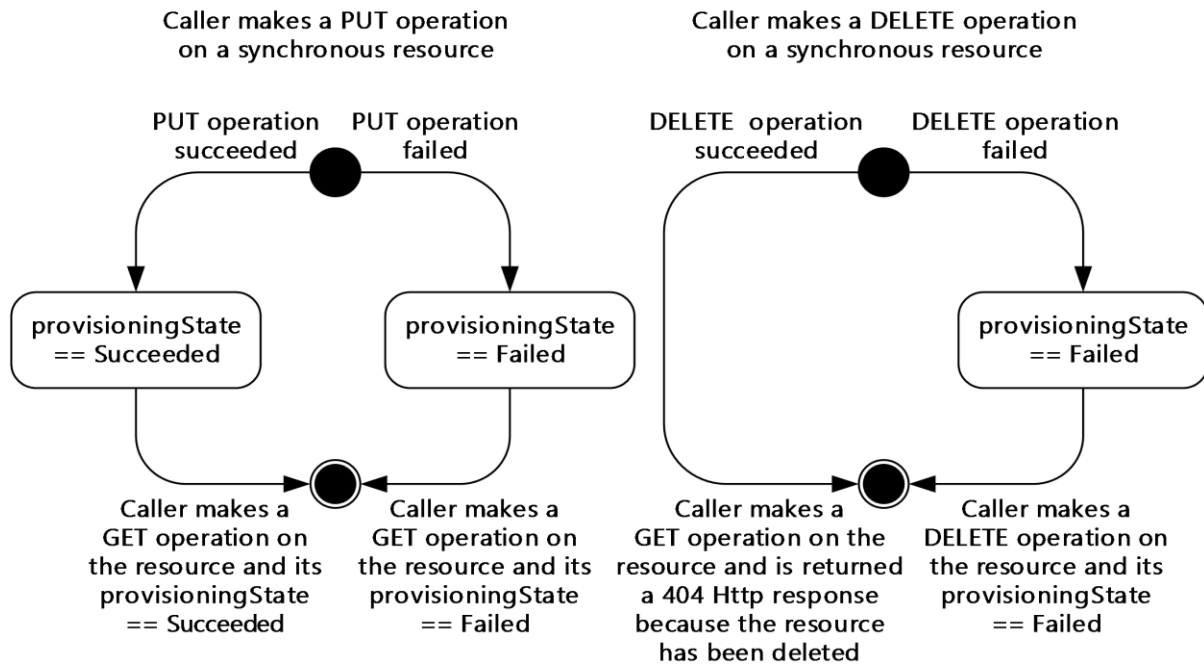 Caller makes a PUT operation
on a synchronous resource
PUT operation
succeeded
PUT operation
failed
provisioningState
== Succeeded
provisioningState
== Failed
Caller makes a
GET operation on
the resource and its
provisioningState
== Succeeded
Caller makes a
GET operation on
the resource and its
provisioningState
== Failed
Caller makes a DELETE operation
on a synchronous resource
DELETE operation
succeeded
DELETE operation
failed
provisioningState
== Failed
Caller makes a
GET operation on the
resource and is returned
a 404 Http response
because the resource
has been deleted
Caller makes a
DELETE operation on
the resource and its
provisioningState
== Failed